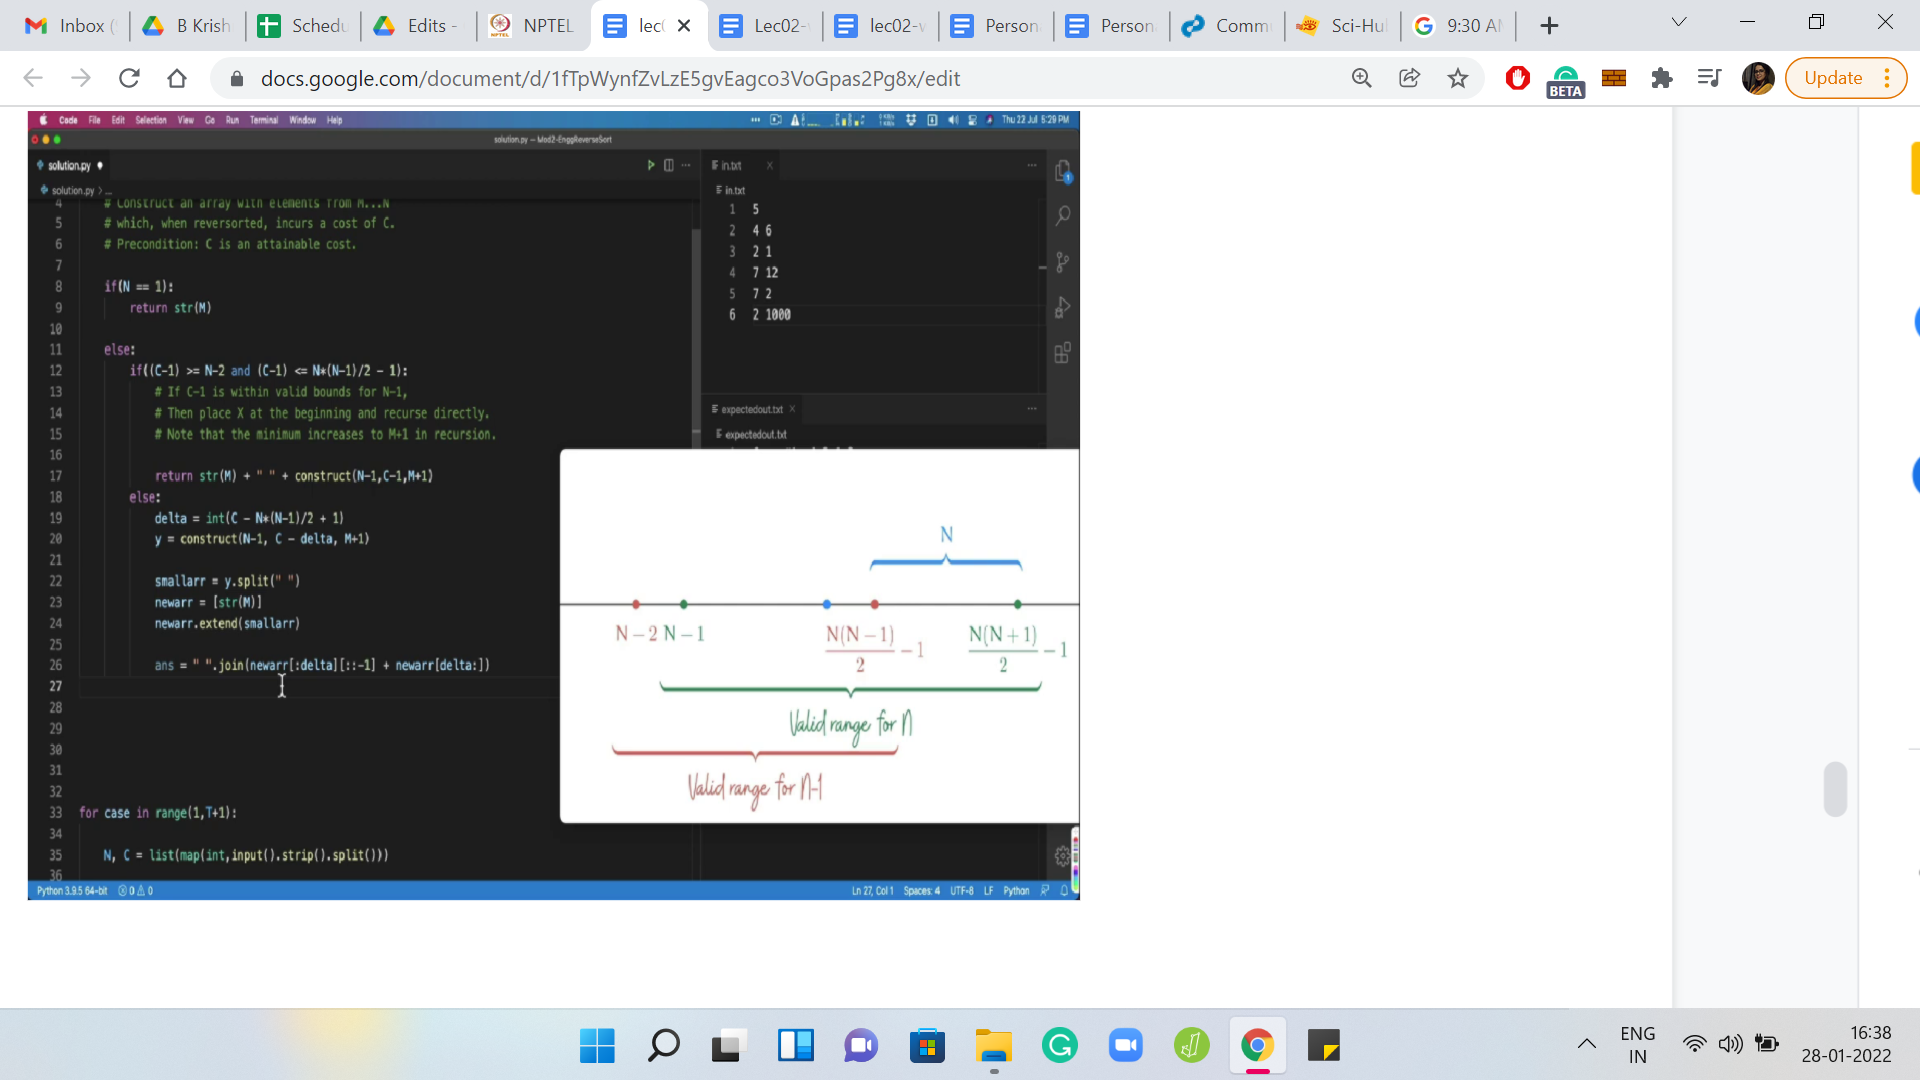 Inbox (
B Krish
Schedu
Edits -
NPTEL
lec
Lec02-
lec02-v
Person
Person
Commu
Sci-Hul
9:30 AM
docs.google.com/document/d/1fTpWynfZvLzE5gvEagco3VoGpas2Pg8x/edit
BETA
Update
Code File Edit Selection View Go Run Terminal Window Help
Thu 22 Jul 5:29 PM
solution.py — Mod2-EnggReverseSort
solution.py
in.txt
solution.py > ...
in.txt
4 # Construct an array with elements from M...N
5 # which, when reversorted, incurs a cost of C.
6 # Precondition: C is an attainable cost.
7
8 if(N == 1):
9 return str(M)
10
11 else:
12 if((C-1) >= N-2 and (C-1) <= N*(N-1)/2 - 1):
13 # If C-1 is within valid bounds for N-1,
14 # Then place X at the beginning and recurse directly.
15 # Note that the minimum increases to M+1 in recursion.
16
17 return str(M) + " " + construct(N-1,C-1,M+1)
18 else:
19 delta = int(C - N*(N-1)/2 + 1)
20 y = construct(N-1, C - delta, M+1)
21
22 smallarr = y.split(" ")
23 newarr = [str(M)]
24 newarr.extend(smallarr)
25
26 ans = " ".join(newarr[:delta][::-1] + newarr[delta:])
27
28
29
30
31
32
33 for case in range(1,T+1):
34
35 N, C = list(map(int,input().strip().split()))
36
1 5
2 4 6
3 2 1
4 7 12
5 7 2
6 2 1000
1
expectedout.txt
expectedout.txt
N
N − 2 N − 1
N(N − 1)/2 − 1
N(N + 1)/2 − 1
Valid range for N
Valid range for N-1
Python 3.9.5 64-bit 0 0
Ln 27, Col 1 Spaces: 4 UTF-8 LF Python
ENG
IN
16:38
28-01-2022